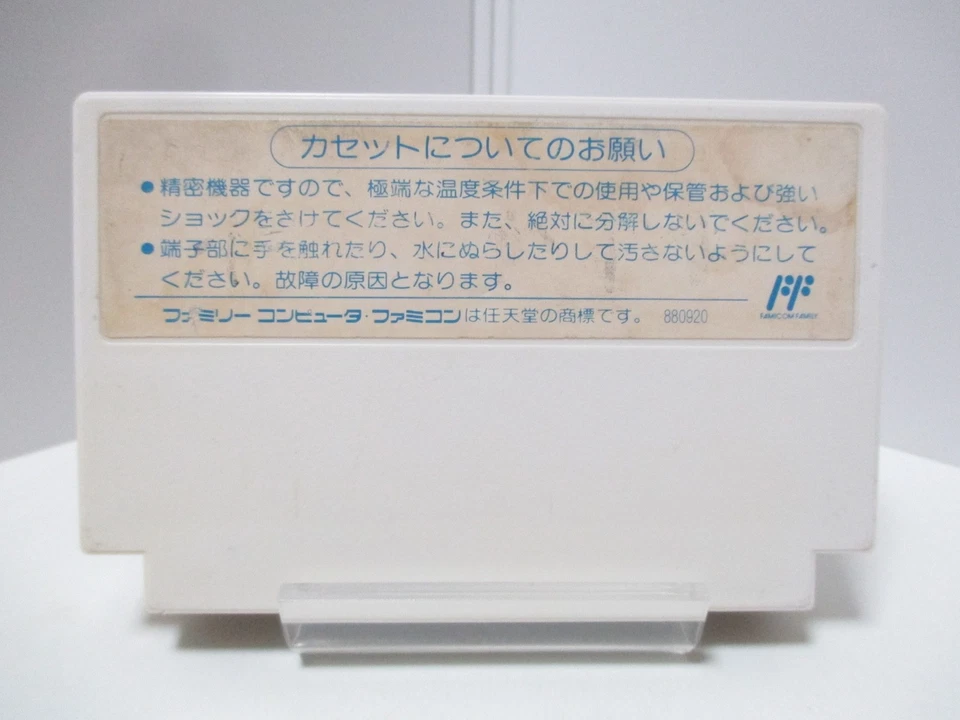 カセットについてのお願い
●精密機器ですので、極端な温度条件下での使用や保管および強い
ショックをさけてください。また、絶対に分解しないでください。
●端子部に手を触れたり、水にぬらしたりして汚さないようにして
ください。故障の原因となります。
FAMICOM FAMILY
ファミリー コンピュータ・ファミコンは任天堂の商標です。 880920